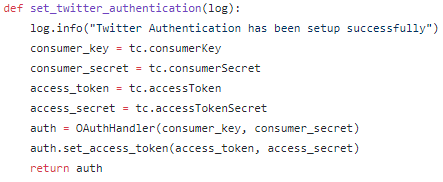 def set_twitter_authentication(log):
    log.info("Twitter Authentication has been setup successfully")
    consumer_key = tc.consumerKey
    consumer_secret = tc.consumerSecret
    access_token = tc.accessToken
    access_secret = tc.accessTokenSecret
    auth = OAuthHandler(consumer_key, consumer_secret)
    auth.set_access_token(access_token, access_secret)
    return auth